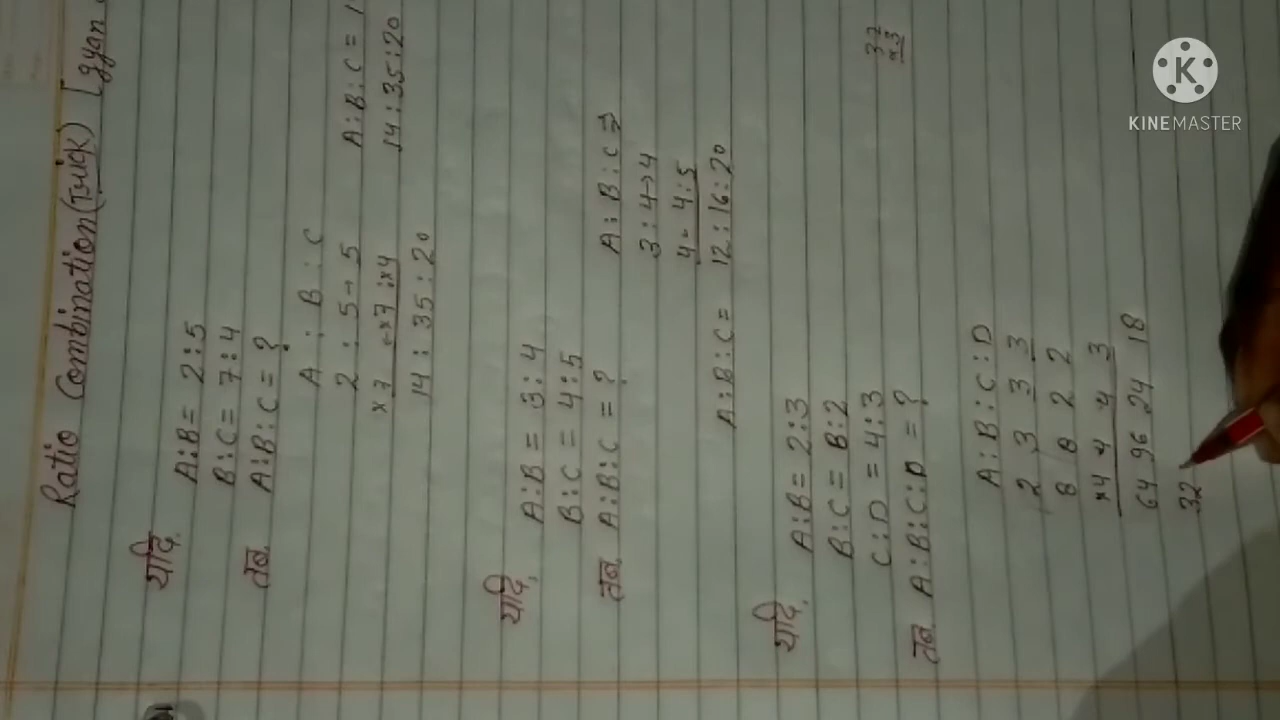 Ratio Combination (Trick) [gyan
यदि, A:B = 2:5
B:C = 7:4
तब, A:B:C = ?
A : B : C
2 : 5 → 5
×7 ←×7 : ×4
14 : 35 : 20
A:B:C =
14:35:20
यदि, A:B = 3:4
B:C = 4:5
तब, A:B:C = ?
A:B:C ⇒
3:4→4
4← 4:5
A:B:C = 12:16:20
यदि, A:B = 2:3
B:C = 8:2
C:D = 4:3
तब, A:B:C:D = ?
A:B:C:D
2 3 3 3
8 8 2 2
×4 4 4 3
64 96 24 18
32
32
×3
KINEMASTER